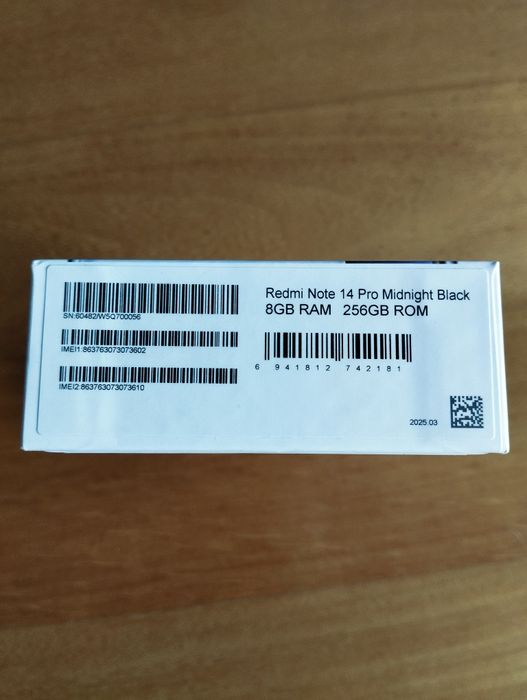 SN:60482/W5Q700056
IMEI1:863763073073602
IMEI2:863763073073610
Redmi Note 14 Pro Midnight Black
8GB RAM 256GB ROM
6 941812 742181
2025.03